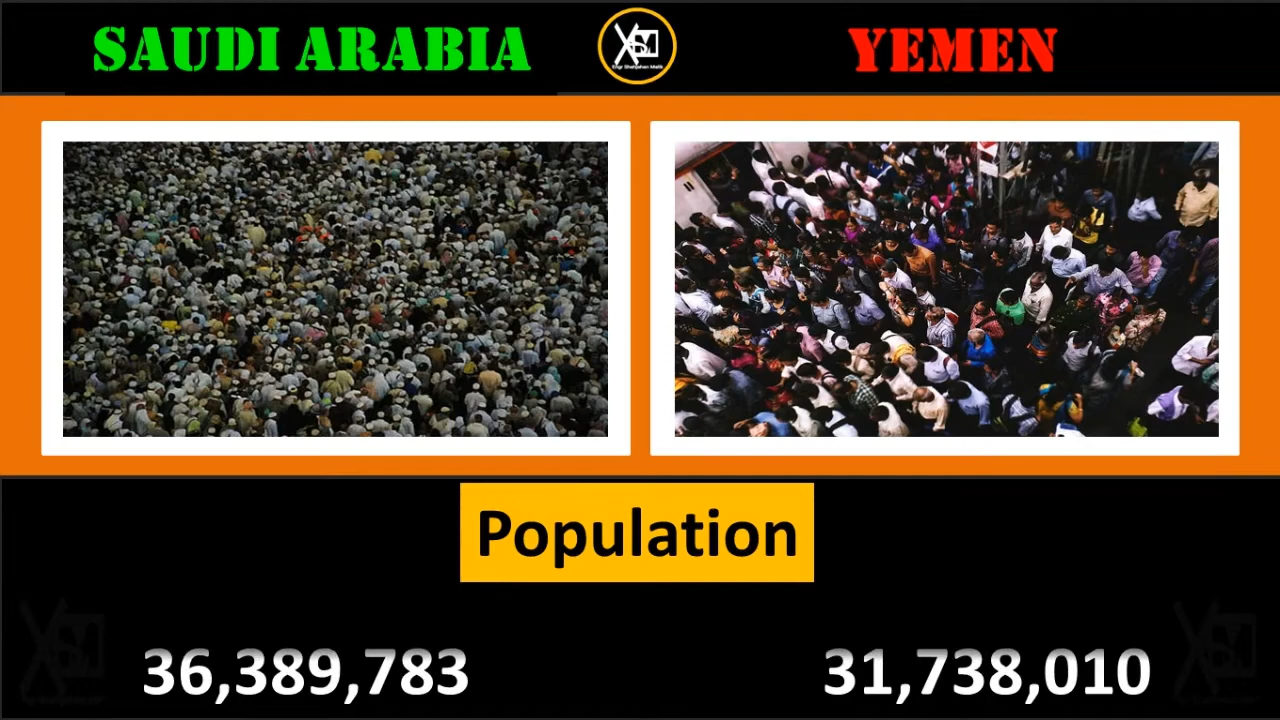 SAUDI ARABIA
YEMEN
Population
36,389,783
31,738,010